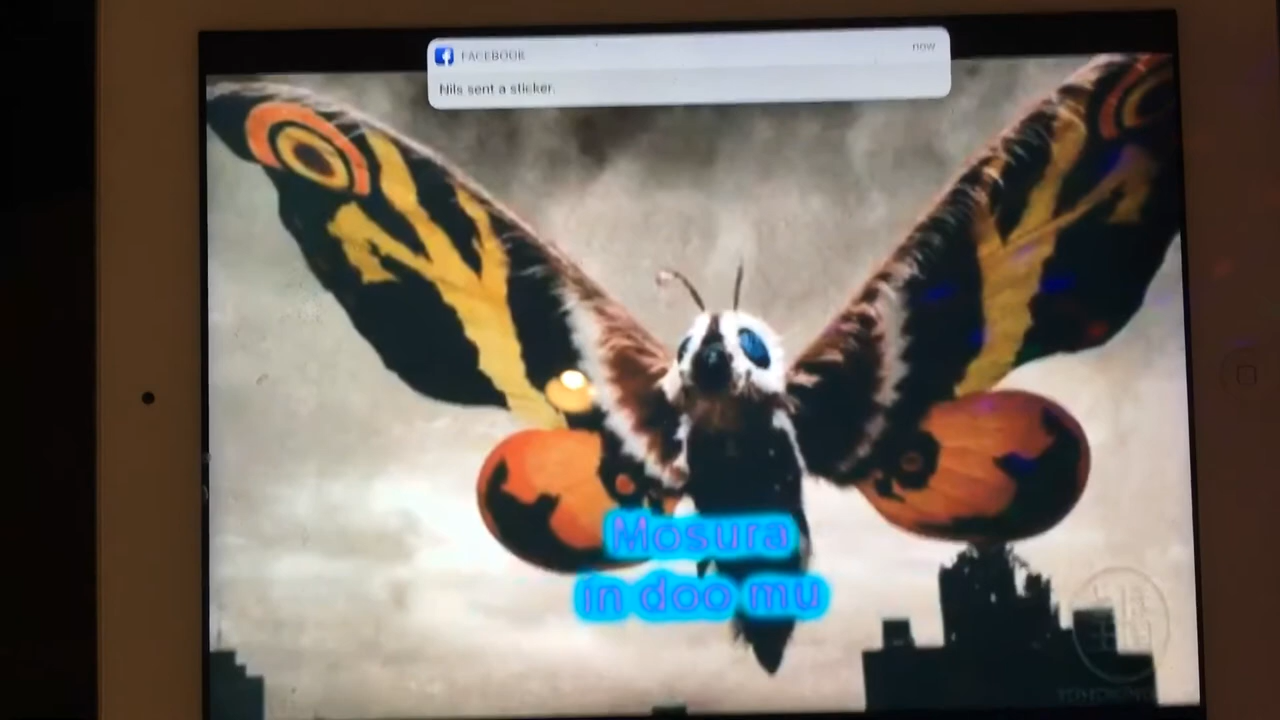 FACEBOOK
now
Nils sent a sticker.
Mosura
in doo mu